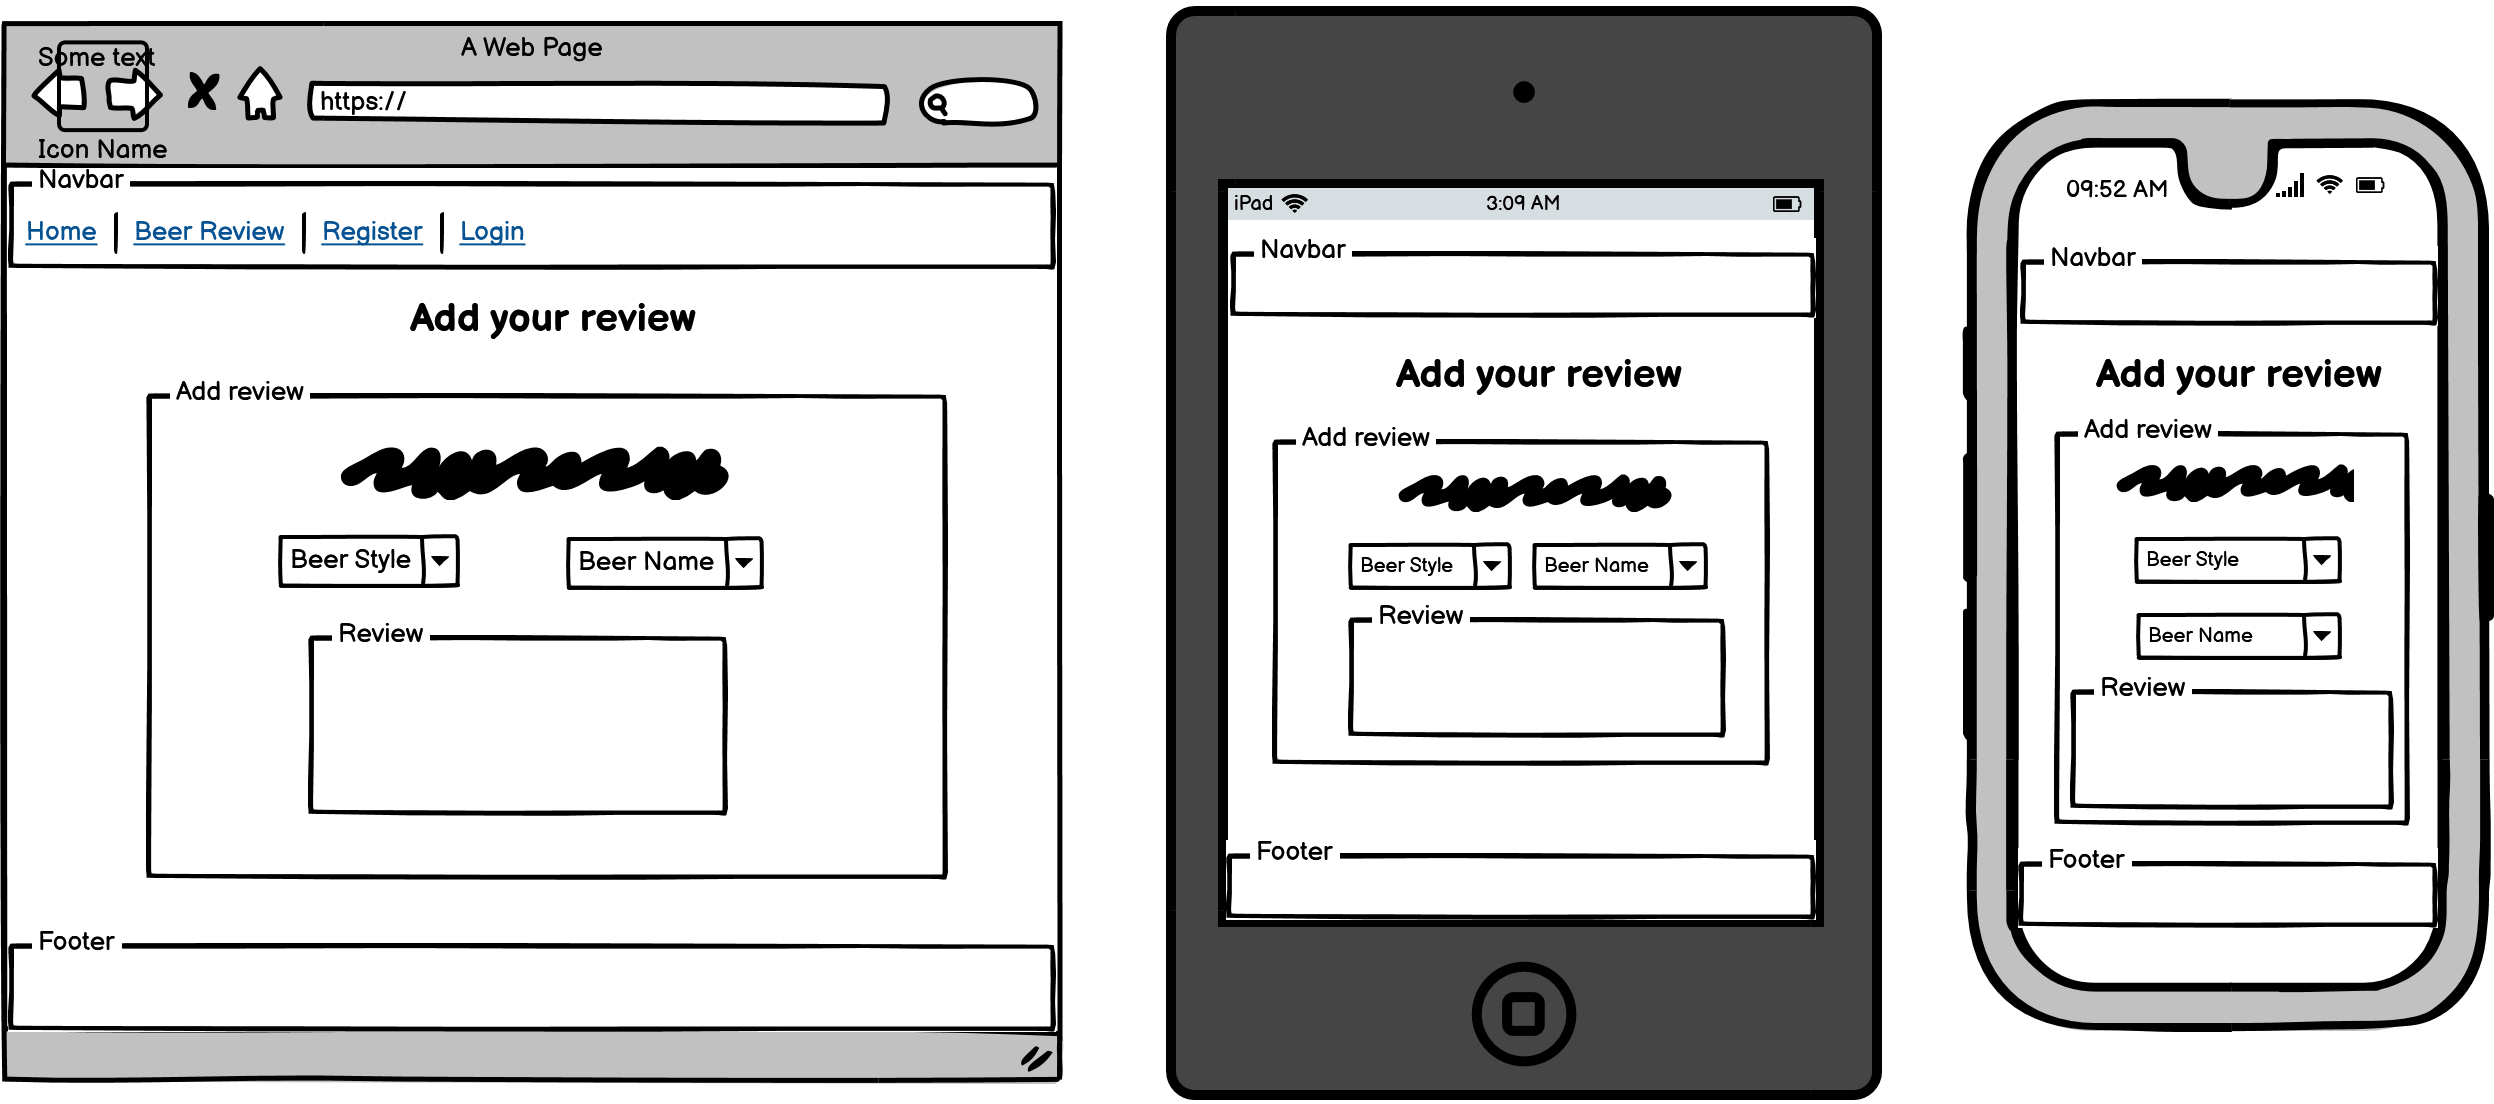 Some text
A Web Page
https://
Icon Name
Navbar
Home Beer Review Register Login
Add your review
Add review
Beer Style Beer Name
Review
Footer
iPad 3:09 AM
Navbar
Add your review
Add review
Beer Style Beer Name
Review
Footer
09:52 AM
Navbar
Add your review
Add review
Beer Style
Beer Name
Review
Footer